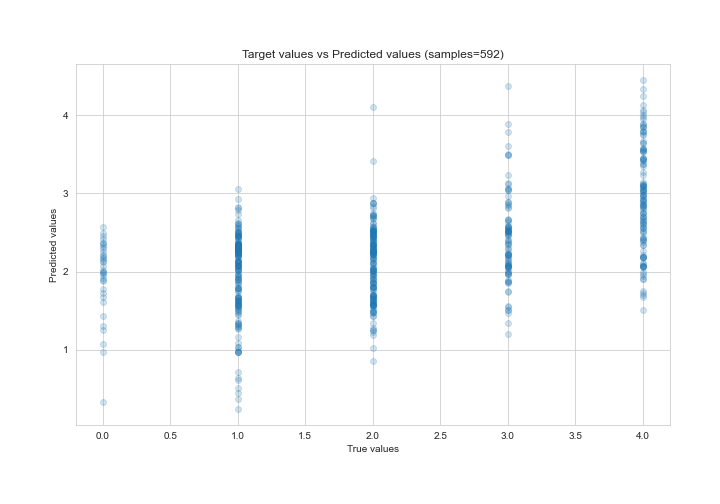 Target values vs Predicted values (samples=592)
Predicted values
4
3
2
1
0.0 0.5 1.0 1.5 2.0 2.5 3.0 3.5 4.0
True values